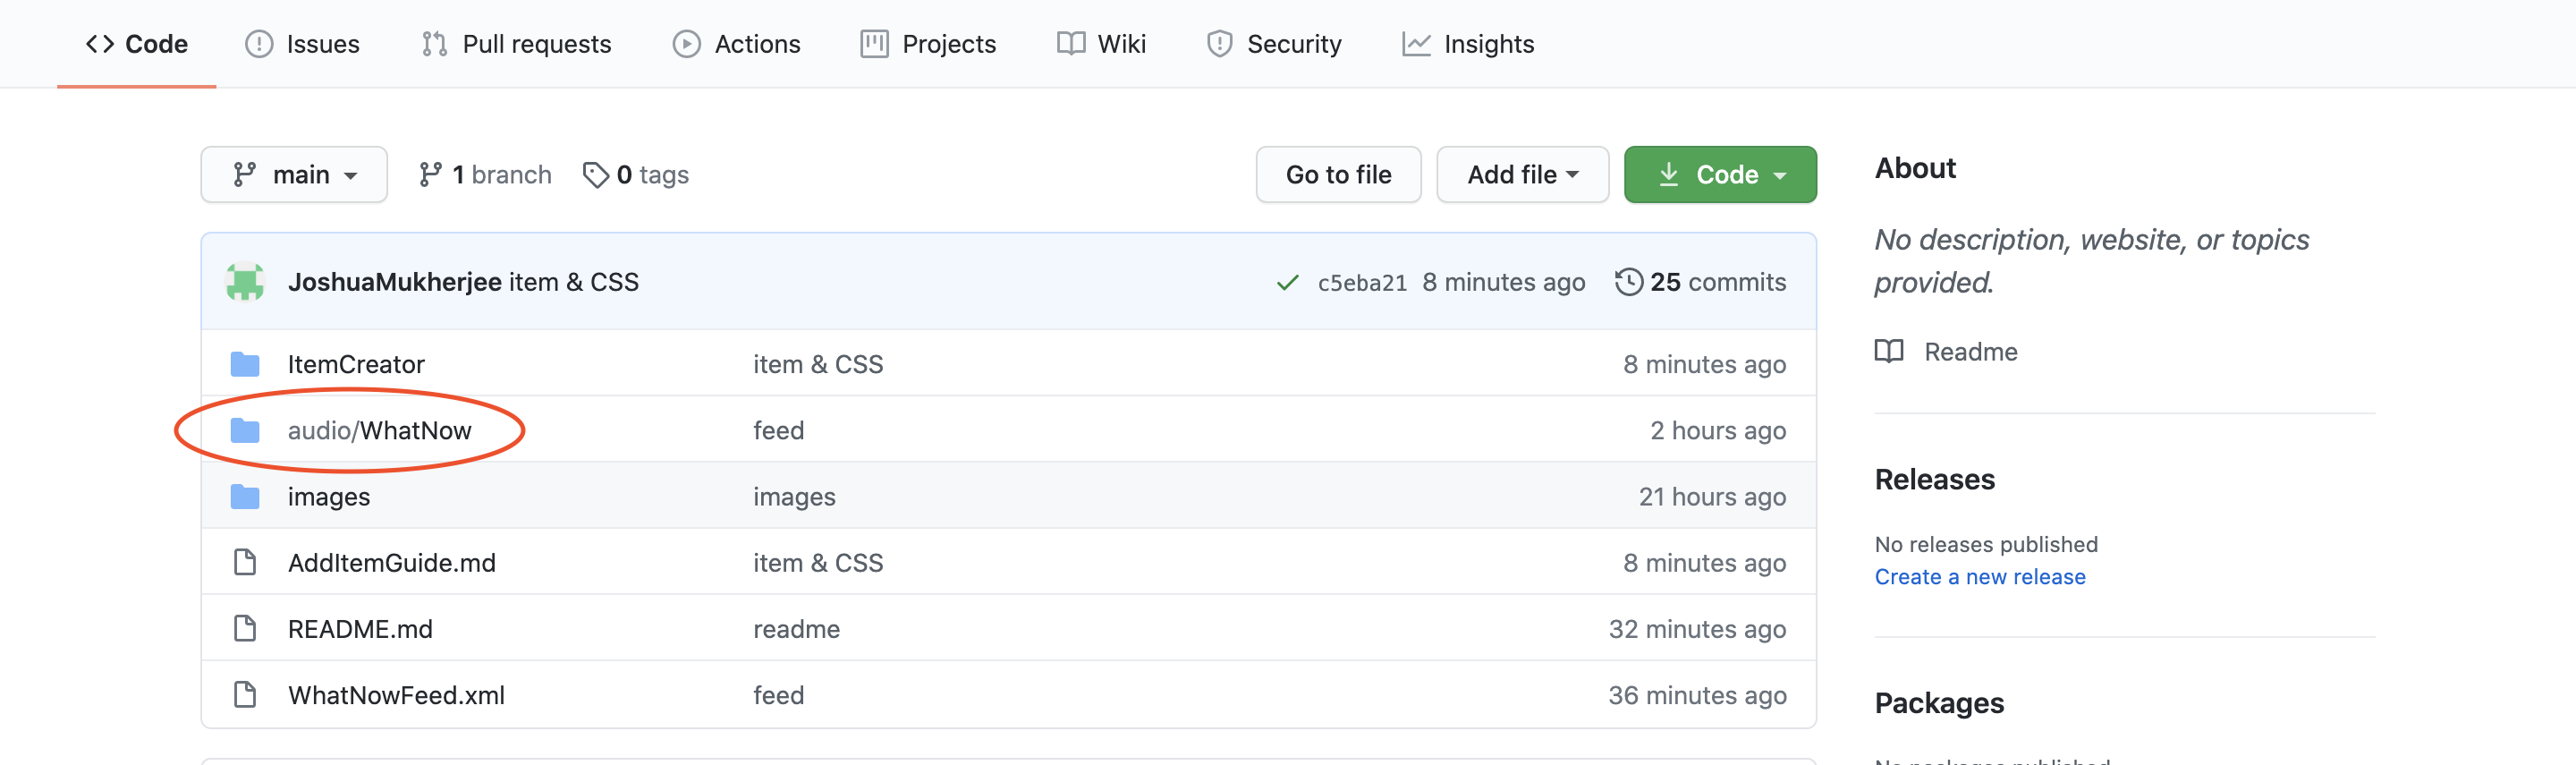 Code Issues Pull requests Actions Projects Wiki Security Insights
main 1 branch 0 tags Go to file Add file Code
JoshuaMukherjee item & CSS c5eba21 8 minutes ago 25 commits
ItemCreator item & CSS 8 minutes ago
audio/WhatNow feed 2 hours ago
images images 21 hours ago
AddItemGuide.md item & CSS 8 minutes ago
README.md readme 32 minutes ago
WhatNowFeed.xml feed 36 minutes ago
About
No description, website, or topics
provided.
Readme
Releases
No releases published
Create a new release
Packages